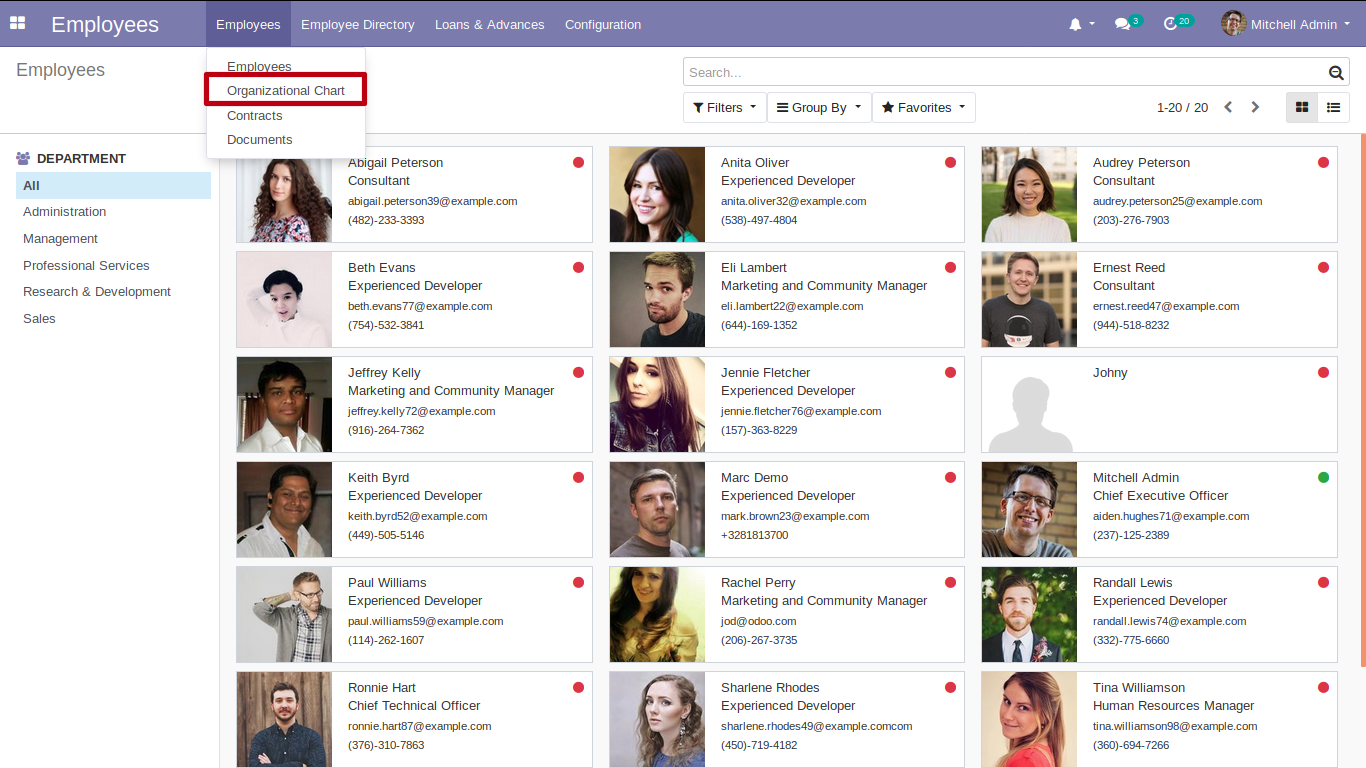 Employees
Employees
Employee Directory
Loans & Advances
Configuration
3
20
Mitchell Admin
Employees
Employees
Organizational Chart
Contracts
Documents
Search...
Filters
Group By
Favorites
1-20 / 20
DEPARTMENT
All
Administration
Management
Professional Services
Research & Development
Sales
Abigail Peterson
Consultant
abigail.peterson39@example.com
(482)-233-3393
Anita Oliver
Experienced Developer
anita.oliver32@example.com
(538)-497-4804
Audrey Peterson
Consultant
audrey.peterson25@example.com
(203)-276-7903
Beth Evans
Experienced Developer
beth.evans77@example.com
(754)-532-3841
Eli Lambert
Marketing and Community Manager
eli.lambert22@example.com
(644)-169-1352
Ernest Reed
Consultant
ernest.reed47@example.com
(944)-518-8232
Jeffrey Kelly
Marketing and Community Manager
jeffrey.kelly72@example.com
(916)-264-7362
Jennie Fletcher
Experienced Developer
jennie.fletcher76@example.com
(157)-363-8229
Johny
Keith Byrd
Experienced Developer
keith.byrd52@example.com
(449)-505-5146
Marc Demo
Experienced Developer
mark.brown23@example.com
+3281813700
Mitchell Admin
Chief Executive Officer
aiden.hughes71@example.com
(237)-125-2389
Paul Williams
Experienced Developer
paul.williams59@example.com
(114)-262-1607
Rachel Perry
Marketing and Community Manager
jod@odoo.com
(206)-267-3735
Randall Lewis
Experienced Developer
randall.lewis74@example.com
(332)-775-6660
Ronnie Hart
Chief Technical Officer
ronnie.hart87@example.com
(376)-310-7863
Sharlene Rhodes
Experienced Developer
sharlene.rhodes49@example.comcom
(450)-719-4182
Tina Williamson
Human Resources Manager
tina.williamson98@example.com
(360)-694-7266